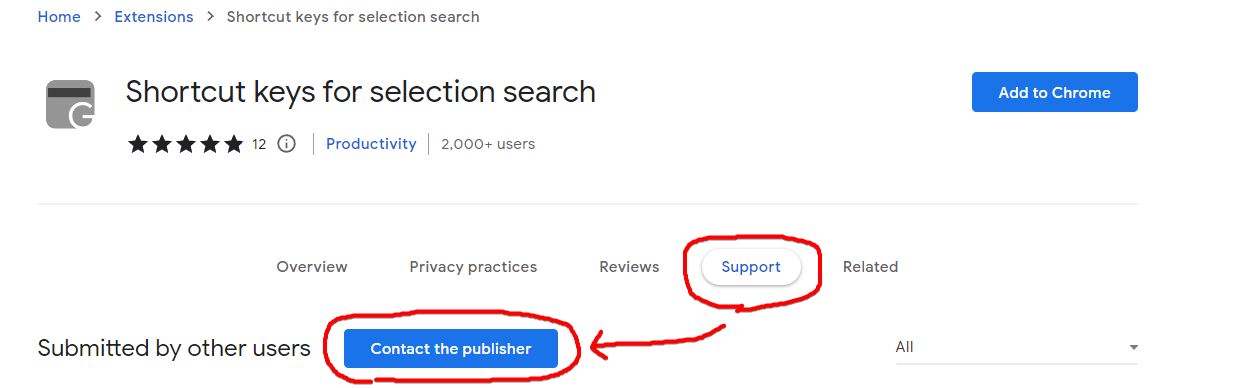 Home > Extensions > Shortcut keys for selection search
Shortcut keys for selection search
Add to Chrome
12 Productivity 2,000+ users
Overview Privacy practices Reviews Support Related
Submitted by other users Contact the publisher All